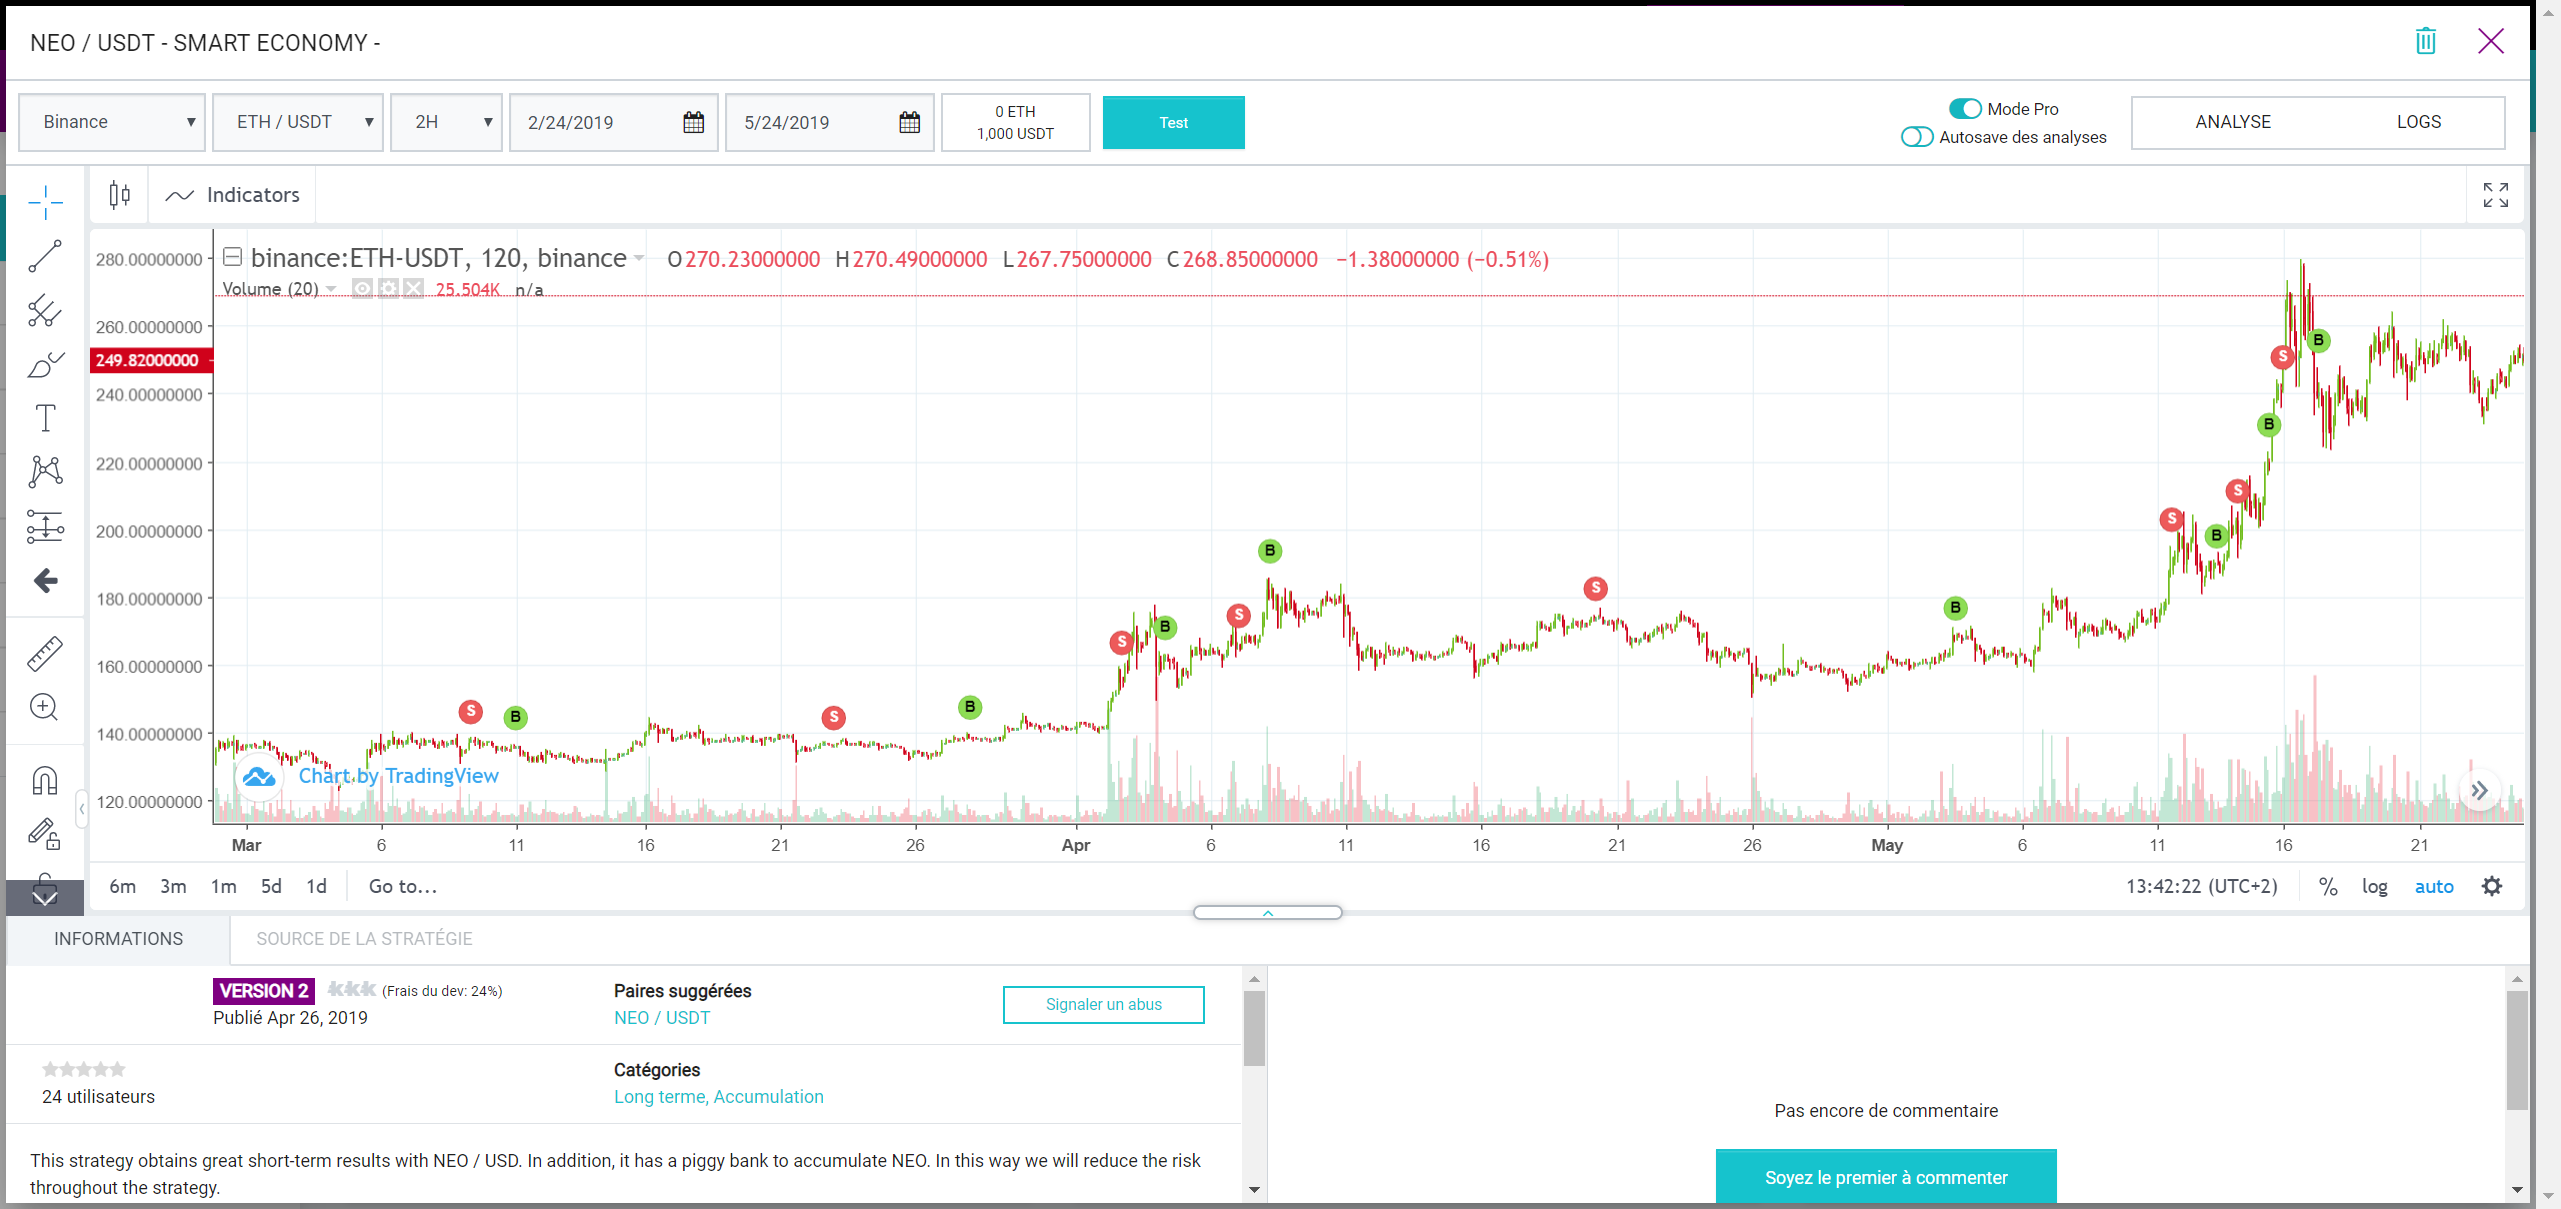 NEO / USDT - SMART ECONOMY -
Binance ETH / USDT 2H 2/24/2019 5/24/2019
0 ETH
1,000 USDT
Test
Mode Pro
Autosave des analyses
ANALYSE LOGS
Indicators
binance:ETH-USDT, 120, binance O270.23000000 H270.49000000 L267.75000000 C268.85000000 −1.38000000 (−0.51%)
Volume (20) 25.504K n/a
280.00000000
260.00000000
249.82000000
240.00000000
220.00000000
200.00000000
180.00000000
160.00000000
140.00000000
120.00000000
S B S B S B S B S B S B S B S B
Chart by TradingView
Mar 6 11 16 21 26 Apr 6 11 16 21 26 May 6 11 16 21
6m 3m 1m 5d 1d Go to... 13:42:22 (UTC+2) % log auto
INFORMATIONS SOURCE DE LA STRATÉGIE
VERSION 2 (Frais du dev: 24%)
Publié Apr 26, 2019
Paires suggérées
NEO / USDT
Signaler un abus
24 utilisateurs
Catégories
Long terme, Accumulation
This strategy obtains great short-term results with NEO / USD. In addition, it has a piggy bank to accumulate NEO. In this way we will reduce the risk
throughout the strategy.
Pas encore de commentaire
Soyez le premier à commenter